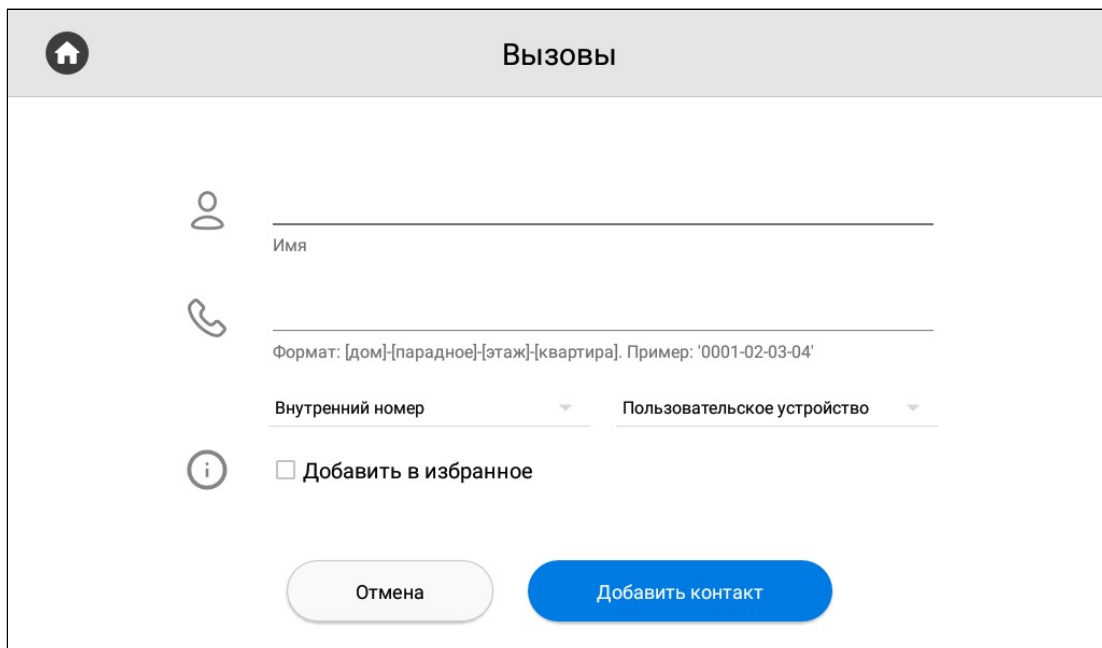 Вызовы
Имя
Формат: [дом]-[парадное]-[этаж]-[квартира]. Пример: '0001-02-03-04'
Внутренний номер Пользовательское устройство
Добавить в избранное
Отмена Добавить контакт